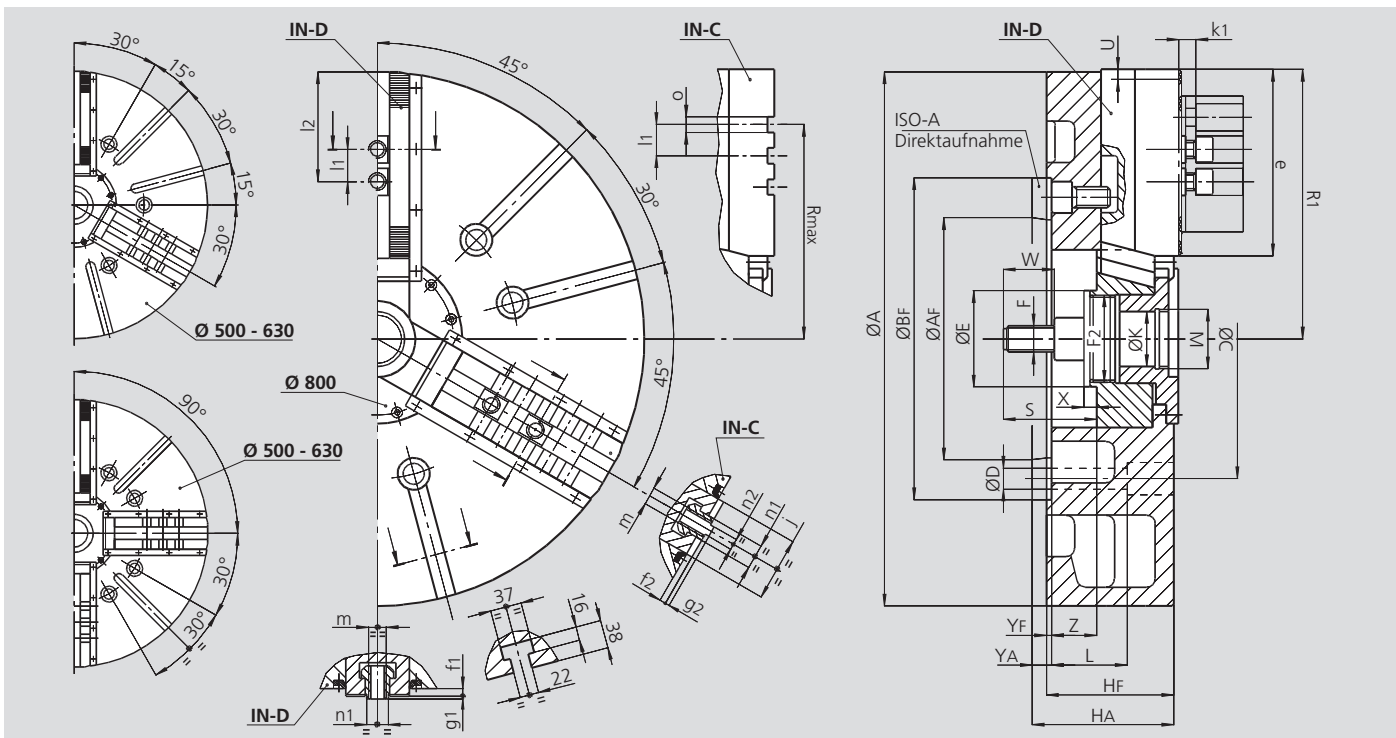 30°
15°
30°
15°
30°
Ø 500 - 630
90°
Ø 500 - 630
30°
30°
=
=
IN-D
45°
30°
45°
l2
l1
Ø 800
IN-C
o
l1
Rmax
IN-C
m
=
=
n2
n1
j
=
=
=
=
=
=
f2
g2
m
=
=
f1
g1
n1
=
=
IN-D
37
=
=
16
38
22
=
=
IN-D
U
k1
ISO-A
Direktaufnahme
e
R1
W
F
ØA
ØBF
ØAF
ØE
F2
ØK
M
ØC
X
S
ØD
YF
Z
YA
L
HF
HA